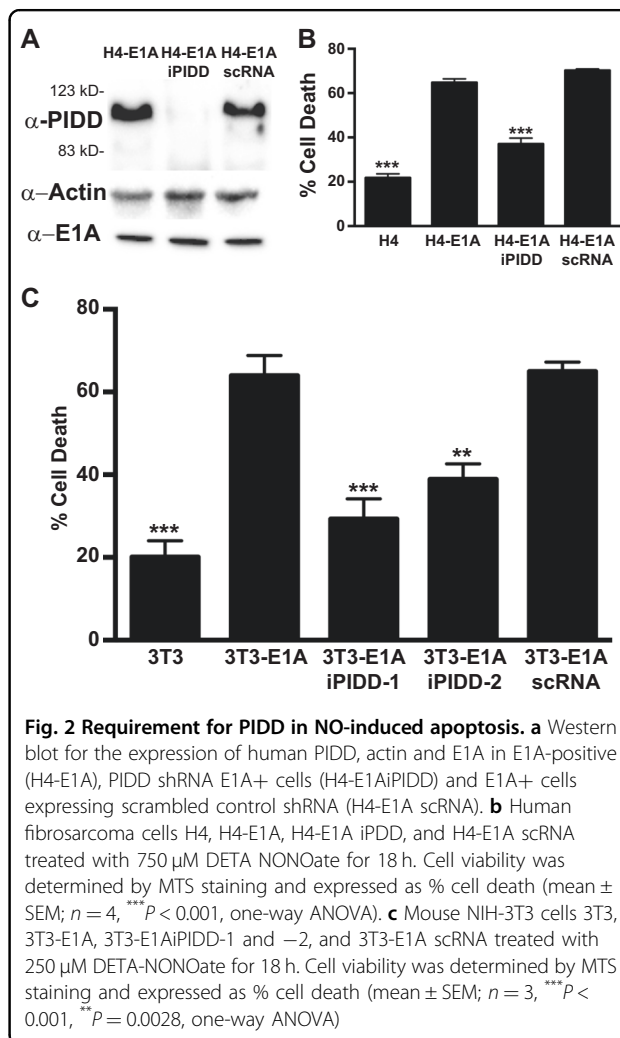 A
H4-E1A H4-E1A iPIDD H4-E1A scRNA
123 kD-
α-PIDD
83 kD-
α–Actin
α–E1A
B
% Cell Death
80
60
40
20
0
*** ***
H4 H4-E1A H4-E1A iPIDD H4-E1A scRNA
C
% Cell Death
80
60
40
20
0
*** *** ** 
3T3 3T3-E1A 3T3-E1A iPIDD-1 3T3-E1A iPIDD-2 3T3-E1A scRNA
Fig. 2 Requirement for PIDD in NO-induced apoptosis. a Western
blot for the expression of human PIDD, actin and E1A in E1A-positive
(H4-E1A), PIDD shRNA E1A+ cells (H4-E1AiPIDD) and E1A+ cells
expressing scrambled control shRNA (H4-E1A scRNA). b Human
fibrosarcoma cells H4, H4-E1A, H4-E1A iPDD, and H4-E1A scRNA
treated with 750 µM DETA NONOate for 18 h. Cell viability was
determined by MTS staining and expressed as % cell death (mean ±
SEM; n = 4, ***P < 0.001, one-way ANOVA). c Mouse NIH-3T3 cells 3T3,
3T3-E1A, 3T3-E1AiPIDD-1 and −2, and 3T3-E1A scRNA treated with
250 µM DETA-NONOate for 18 h. Cell viability was determined by MTS
staining and expressed as % cell death (mean ± SEM; n = 3, ***P <
0.001, **P = 0.0028, one-way ANOVA)